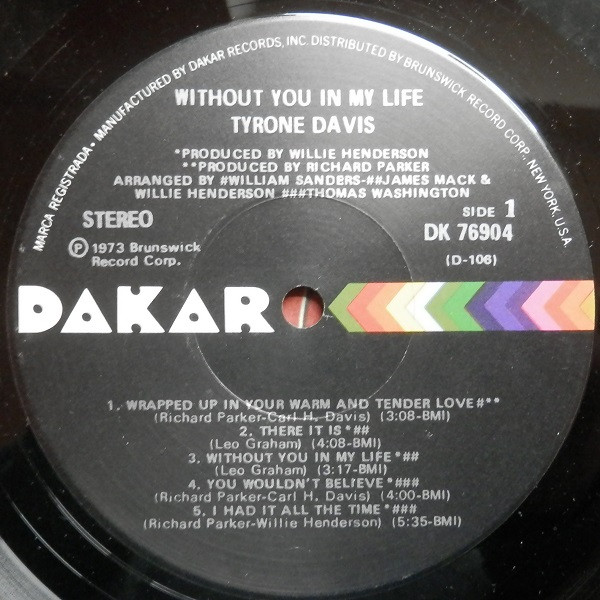 MARCA REGISTRADA • MANUFACTURED BY DAKAR RECORDS, INC. DISTRIBUTED BY BRUNSWICK RECORD CORP., NEW YORK, U.S.A.
WITHOUT YOU IN MY LIFE
TYRONE DAVIS
*PRODUCED BY WILLIE HENDERSON
**PRODUCED BY RICHARD PARKER
ARRANGED BY #WILLIAM SANDERS-##JAMES MACK &
WILLIE HENDERSON ###THOMAS WASHINGTON
STEREO
SIDE 1
Ⓟ 1973 Brunswick
Record Corp.
DK 76904
(D-106)
DAKAR
1. WRAPPED UP IN YOUR WARM AND TENDER LOVE#**
(Richard Parker-Carl H. Davis) (3:08-BMI)
2. THERE IT IS*##
(Leo Graham) (4:08-BMI)
3. WITHOUT YOU IN MY LIFE*##
(Leo Graham) (3:17-BMI)
4. YOU WOULDN'T BELIEVE*###
(Richard Parker-Carl H. Davis) (4:00-BMI)
5. I HAD IT ALL THE TIME*###
(Richard Parker-Willie Henderson) (5:35-BMI)